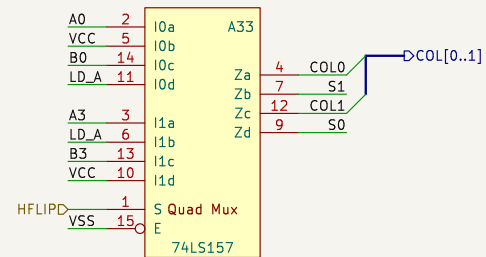 A0 2 I0a A33
VCC 5 I0b
B0 14 I0c
LD_A 11 I0d
Za 4 COL0 COL[0..1]
Zb 7 S1
Zc 12 COL1
Zd 9 S0
A3 3 I1a
LD_A 6 I1b
B3 13 I1c
VCC 10 I1d
HFLIP 1 S Quad Mux
VSS 15 E
74LS157